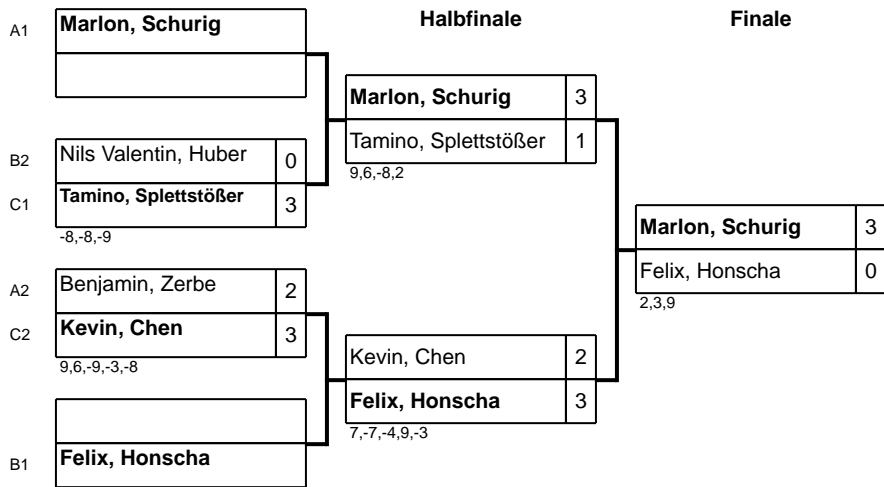 Halbfinale
Finale
A1 Marlon, Schurig
B2 Nils Valentin, Huber 0
C1 Tamino, Splettstößer 3
-8,-8,-9
A2 Benjamin, Zerbe 2
C2 Kevin, Chen 3
9,6,-9,-3,-8
B1 Felix, Honscha
Marlon, Schurig 3
Tamino, Splettstößer 1
9,6,-8,2
Kevin, Chen 2
Felix, Honscha 3
7,-7,-4,9,-3
Marlon, Schurig 3
Felix, Honscha 0
2,3,9